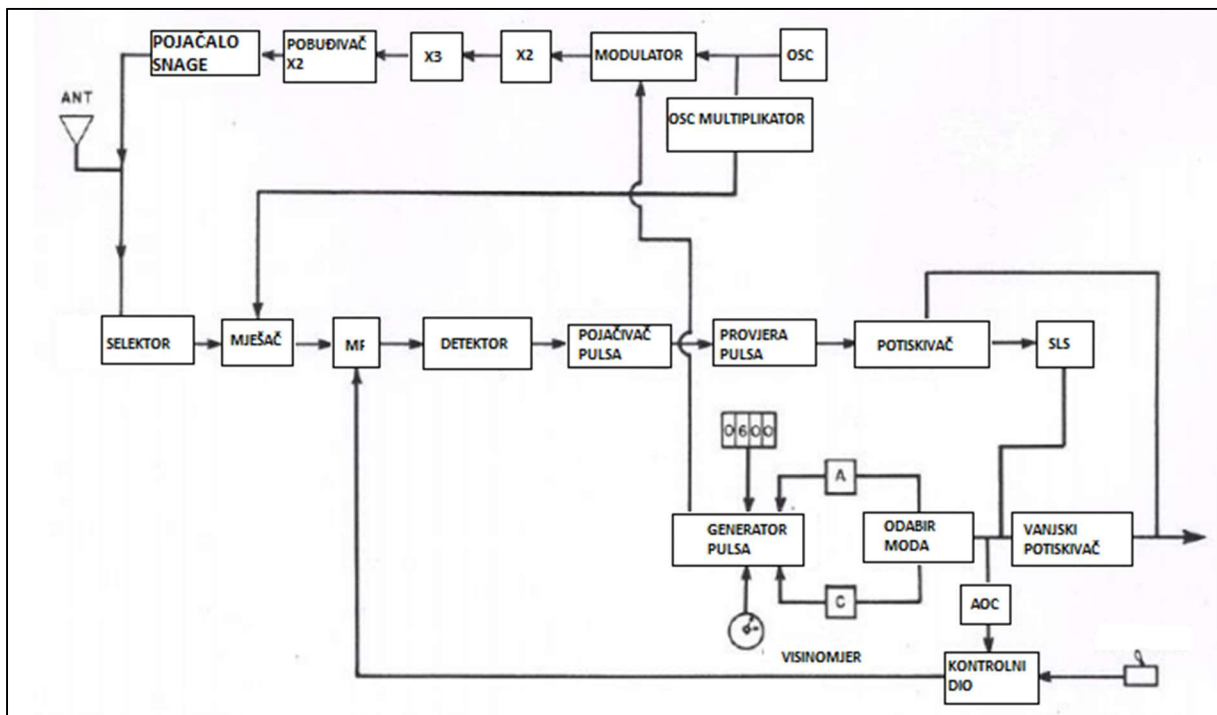 POJAČALO
SNAGE
POBUĐIVAČ
X2
X3
X2
MODULATOR
OSC
ANT
OSC MULTIPLIKATOR
SELEKTOR
MJEŠAČ
MF
DETEKTOR
POJAČIVAČ
PULSA
PROVJERA
PULSA
POTISKIVAČ
SLS
0600
A
GENERATOR
PULSA
ODABIR
MODA
VANJSKI
POTISKIVAČ
C
AOC
VISINOMJER
KONTROLNI
DIO